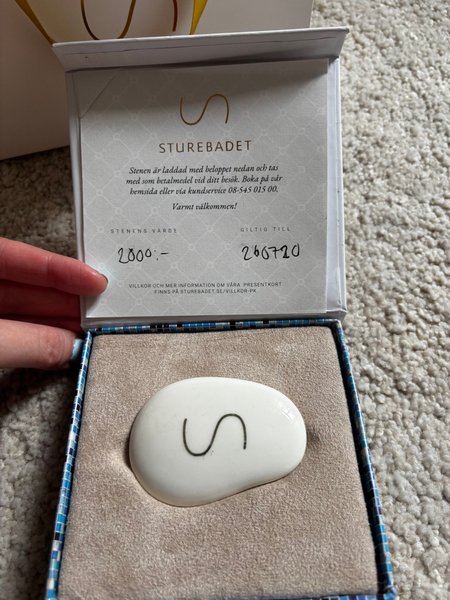 STUREBADET
Stenen är laddad med beloppet nedan och tas
med som betalmedel vid ditt besök. Boka på vår
hemsida eller via kundservice 08-545 015 00.
Varmt välkommen!
STENENS VÄRDE GILTIG TILL
2000:- 260720
VILLKOR OCH MER INFORMATION OM VÅRA PRESENTKORT
FINNS PÅ STUREBADET.SE/VILLKOR-PK